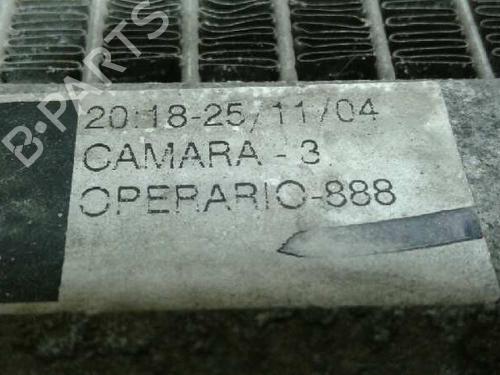 B-PARTS
20:18-25/11/04
CAMARA - 3
OPERARIO-888